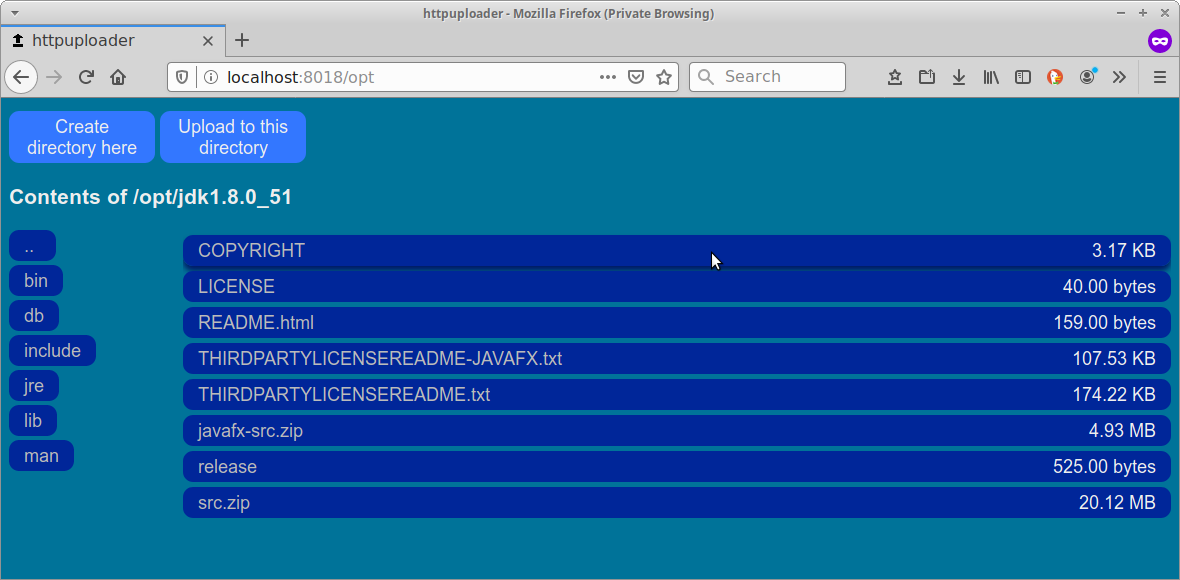 httpuploader - Mozilla Firefox (Private Browsing)
httpuploader
localhost:8018/opt
Search
Create
directory here
Upload to this
directory
Contents of /opt/jdk1.8.0_51
..
bin
db
include
jre
lib
man
COPYRIGHT 3.17 KB
LICENSE 40.00 bytes
README.html 159.00 bytes
THIRDPARTYLICENSEREADME-JAVAFX.txt 107.53 KB
THIRDPARTYLICENSEREADME.txt 174.22 KB
javafx-src.zip 4.93 MB
release 525.00 bytes
src.zip 20.12 MB